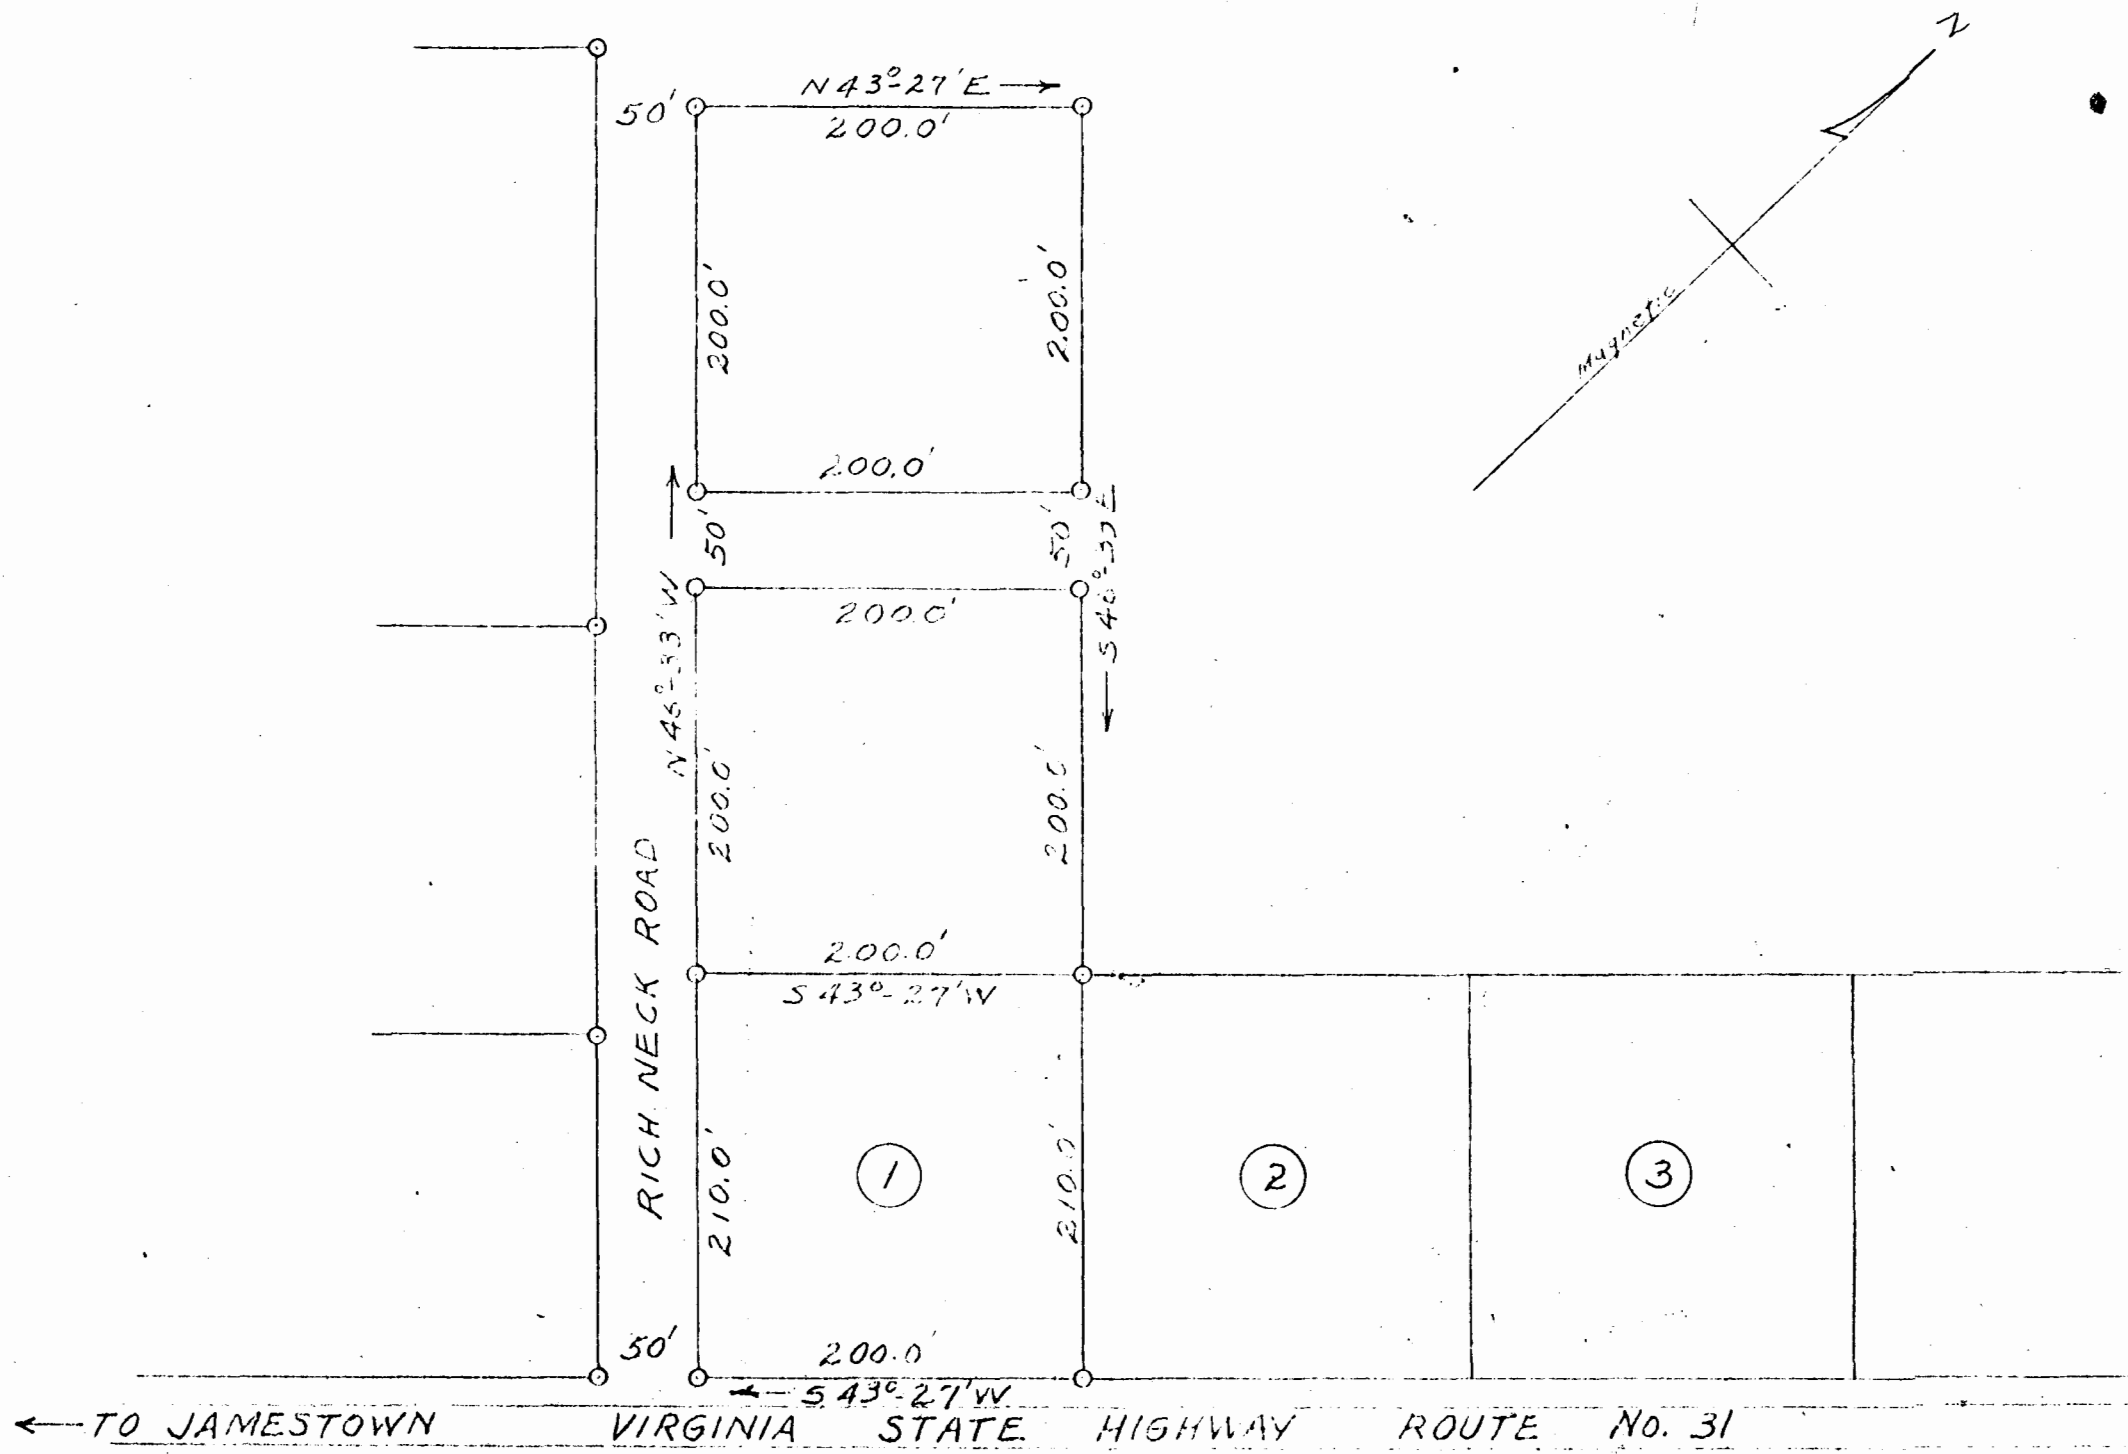 N
N 43°-27' E
50'
200.0'
200.0'
200.0'
Magnetic
200.0'
50'
50'
S 46°-33' E
N 46°-33' W
200.0'
200.0'
200.0'
RICH NECK ROAD
200.0'
S 43°-27' W
210.0'
1
210.0'
2
3
50'
200.0'
S 43°-27' W
TO JAMESTOWN VIRGINIA STATE HIGHWAY ROUTE No. 31